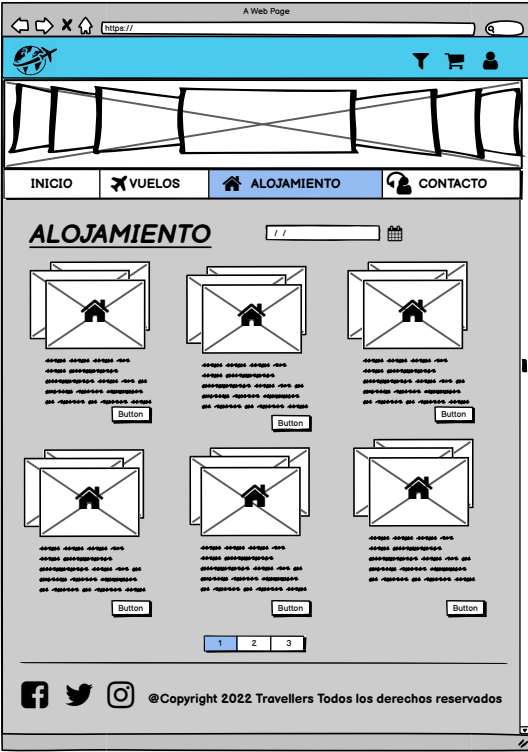 A Web Page
https://
INICIO
VUELOS
ALOJAMIENTO
CONTACTO
ALOJAMIENTO
/ /
Button
Button
Button
Button
Button
Button
1 2 3
@Copyright 2022 Travellers Todos los derechos reservados